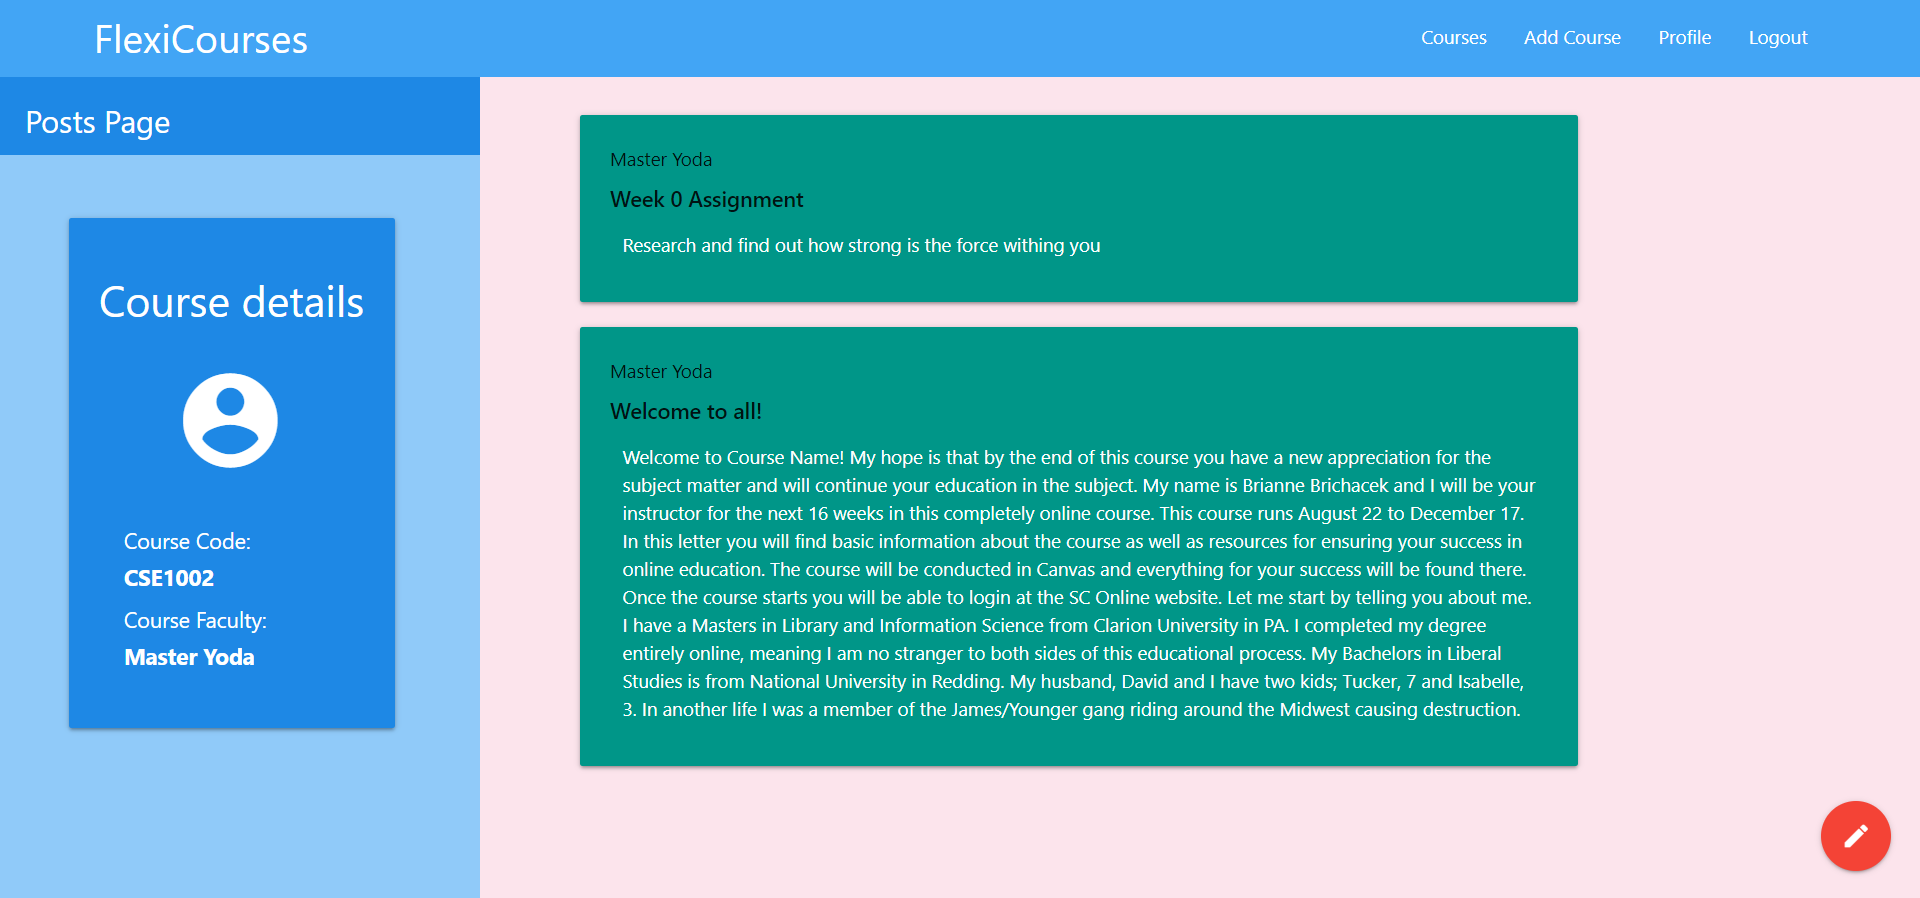 FlexiCourses
Courses
Add Course
Profile
Logout
Posts Page
Course details
Course Code:
CSE1002
Course Faculty:
Master Yoda
Master Yoda
Week 0 Assignment
Research and find out how strong is the force withing you
Master Yoda
Welcome to all!
Welcome to Course Name! My hope is that by the end of this course you have a new appreciation for the
subject matter and will continue your education in the subject. My name is Brianne Brichacek and I will be your
instructor for the next 16 weeks in this completely online course. This course runs August 22 to December 17.
In this letter you will find basic information about the course as well as resources for ensuring your success in
online education. The course will be conducted in Canvas and everything for your success will be found there.
Once the course starts you will be able to login at the SC Online website. Let me start by telling you about me.
I have a Masters in Library and Information Science from Clarion University in PA. I completed my degree
entirely online, meaning I am no stranger to both sides of this educational process. My Bachelors in Liberal
Studies is from National University in Redding. My husband, David and I have two kids; Tucker, 7 and Isabelle,
3. In another life I was a member of the James/Younger gang riding around the Midwest causing destruction.